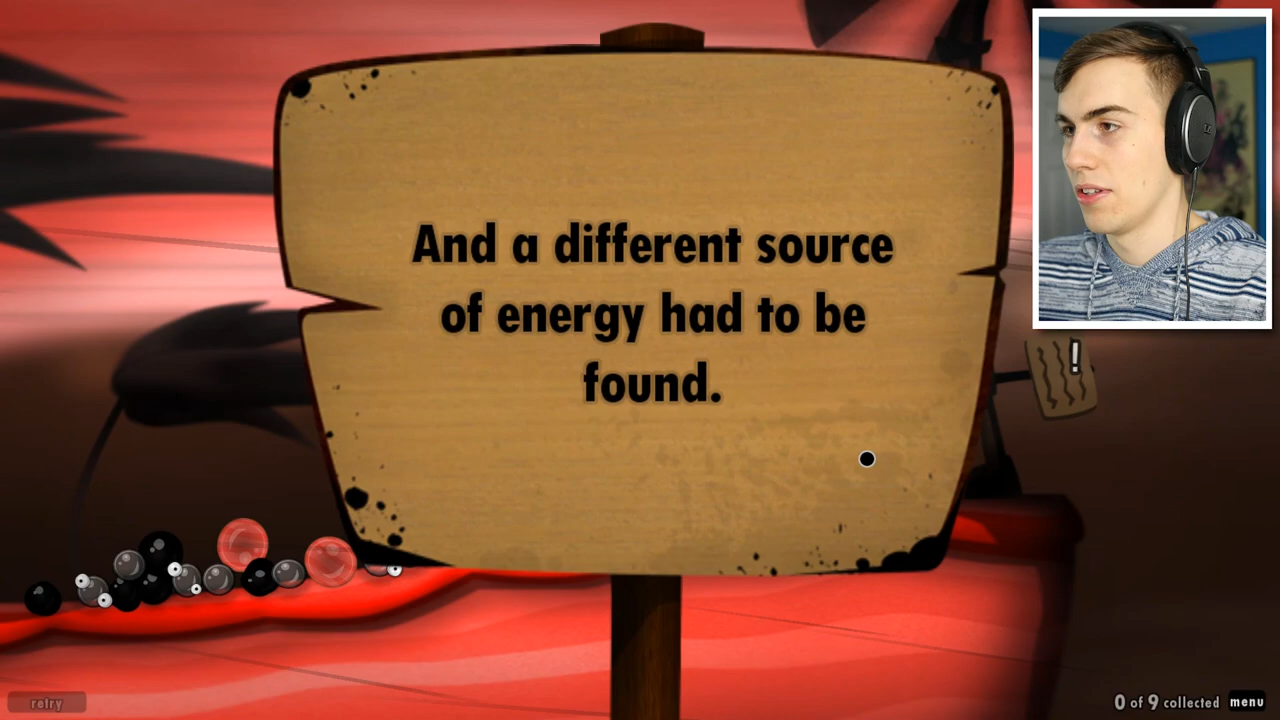 And a different source
of energy had to be
found.
!
retry
0 of 9 collected menu